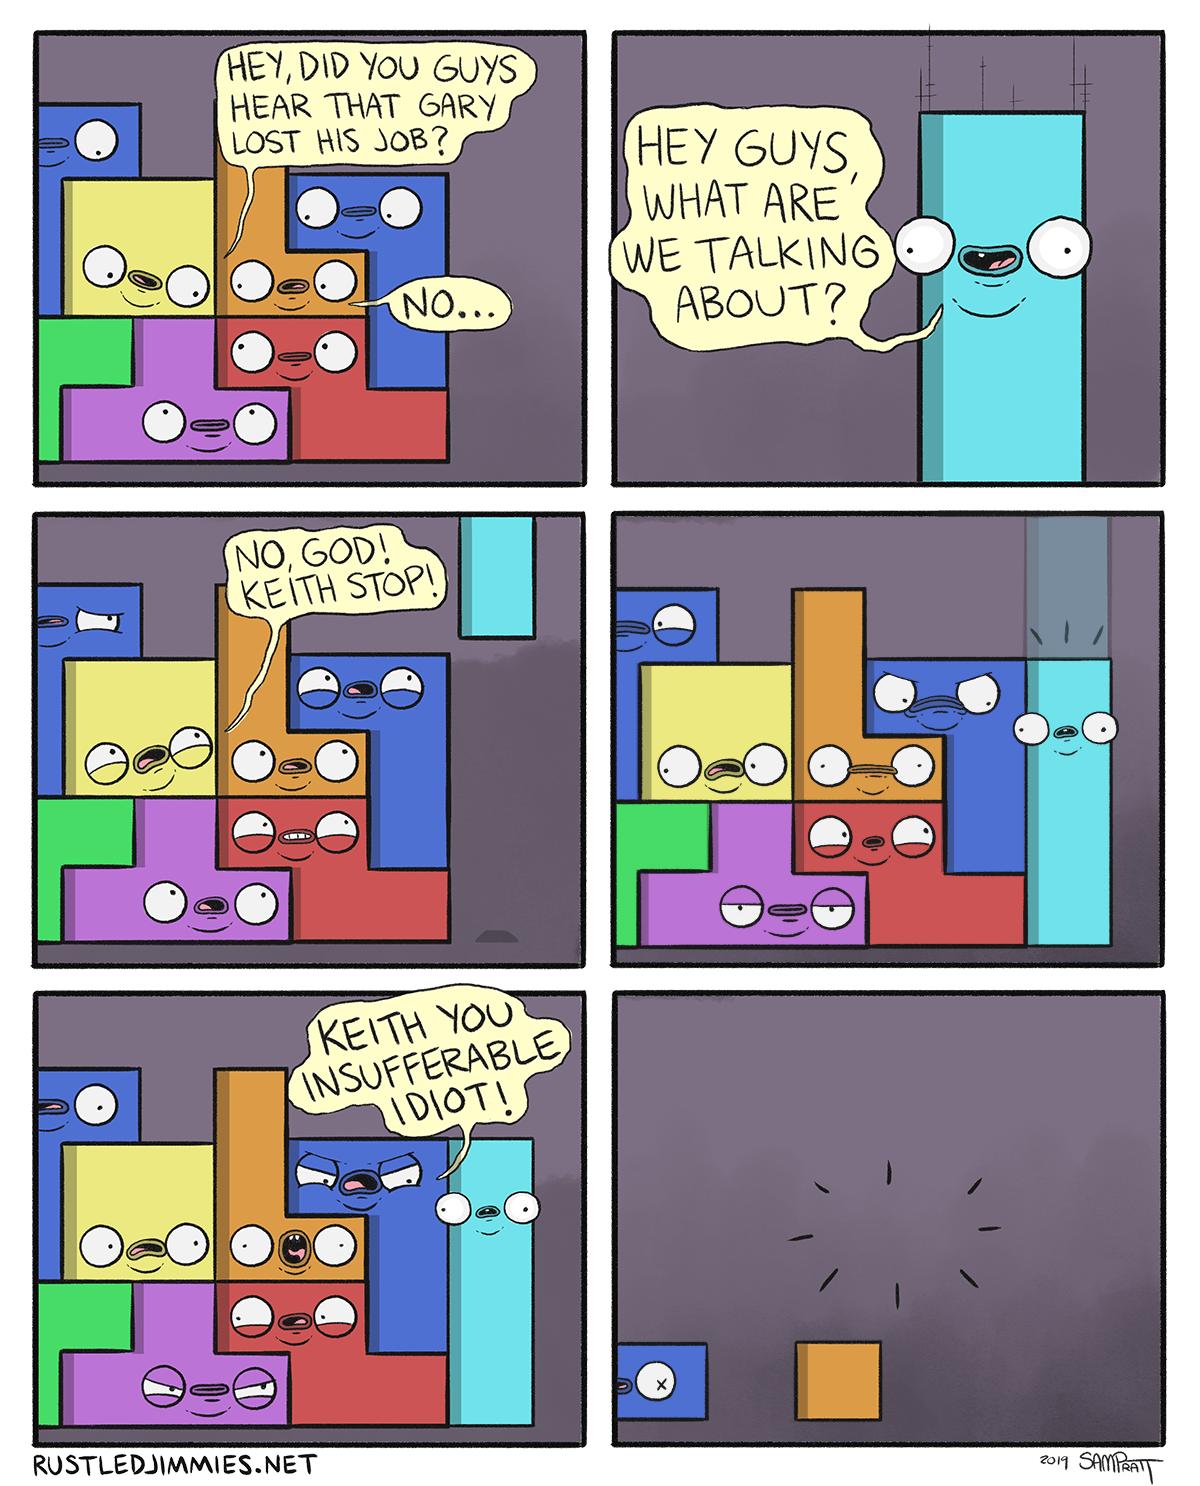 HEY, DID YOU GUYS
HEAR THAT GARY
LOST HIS JOB?
NO...
HEY GUYS,
WHAT ARE
WE TALKING
ABOUT?
NO, GOD!
KEITH STOP!
KEITH YOU
INSUFFERABLE
IDIOT!
RUSTLEDJIMMIES.NET
2019 SAMPRATT